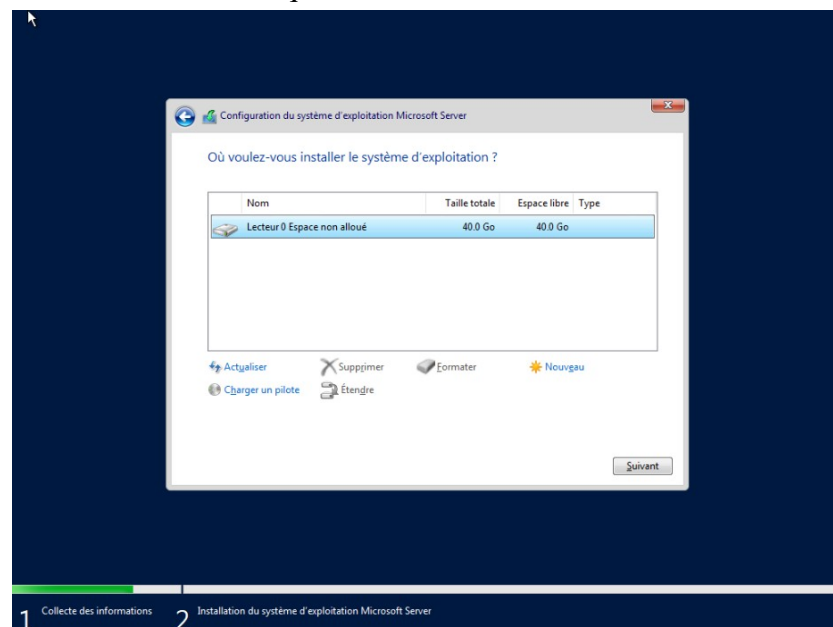 Configuration du système d'exploitation Microsoft Server
Où voulez-vous installer le système d'exploitation ?
Nom Taille totale Espace libre Type
Lecteur 0 Espace non alloué 40.0 Go 40.0 Go
Actualiser Supprimer Formater Nouveau
Charger un pilote Étendre
Suivant
1 Collecte des informations 2 Installation du système d'exploitation Microsoft Server